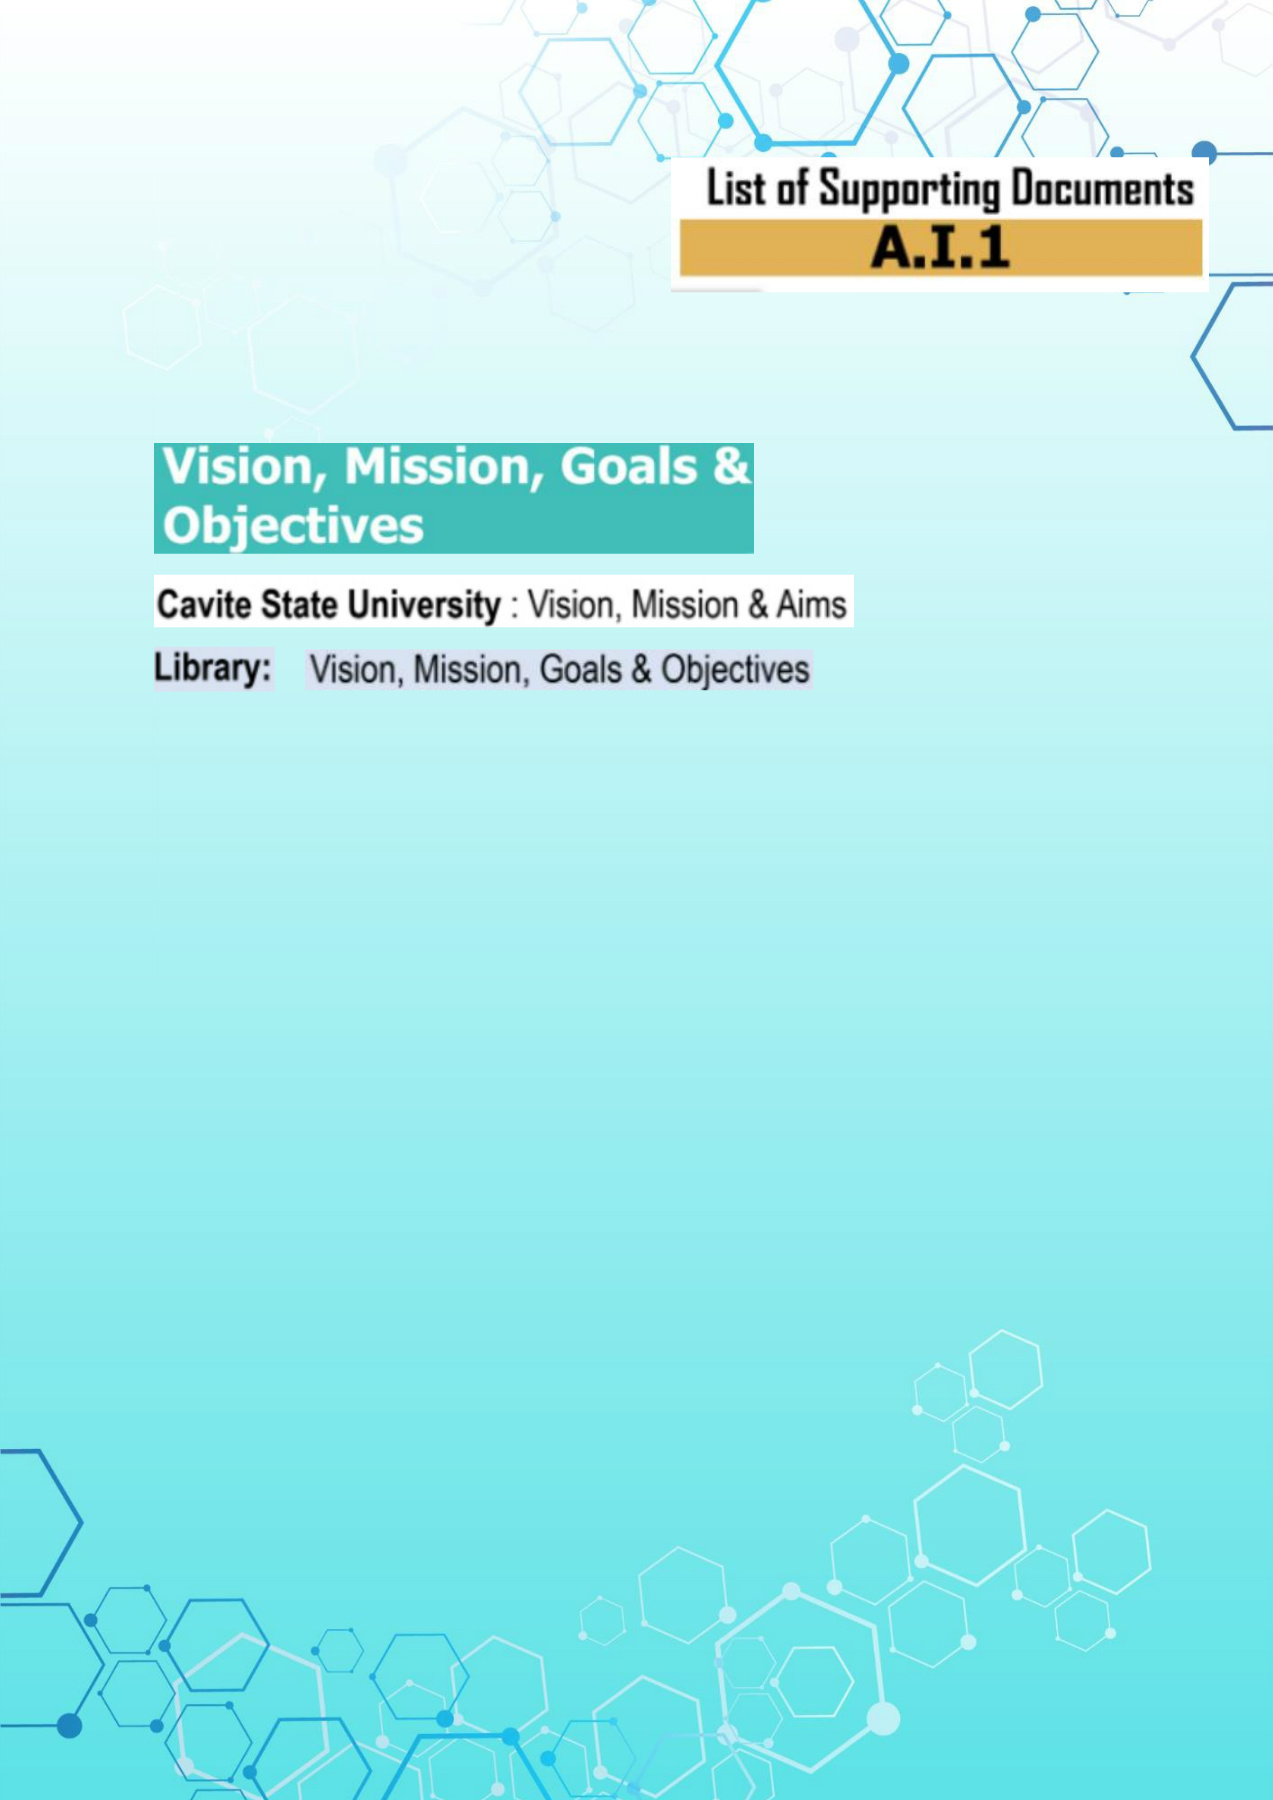 List of Supporting Documents
A.I.1
Vision, Mission, Goals &
Objectives
Cavite State University : Vision, Mission & Aims
Library: Vision, Mission, Goals & Objectives